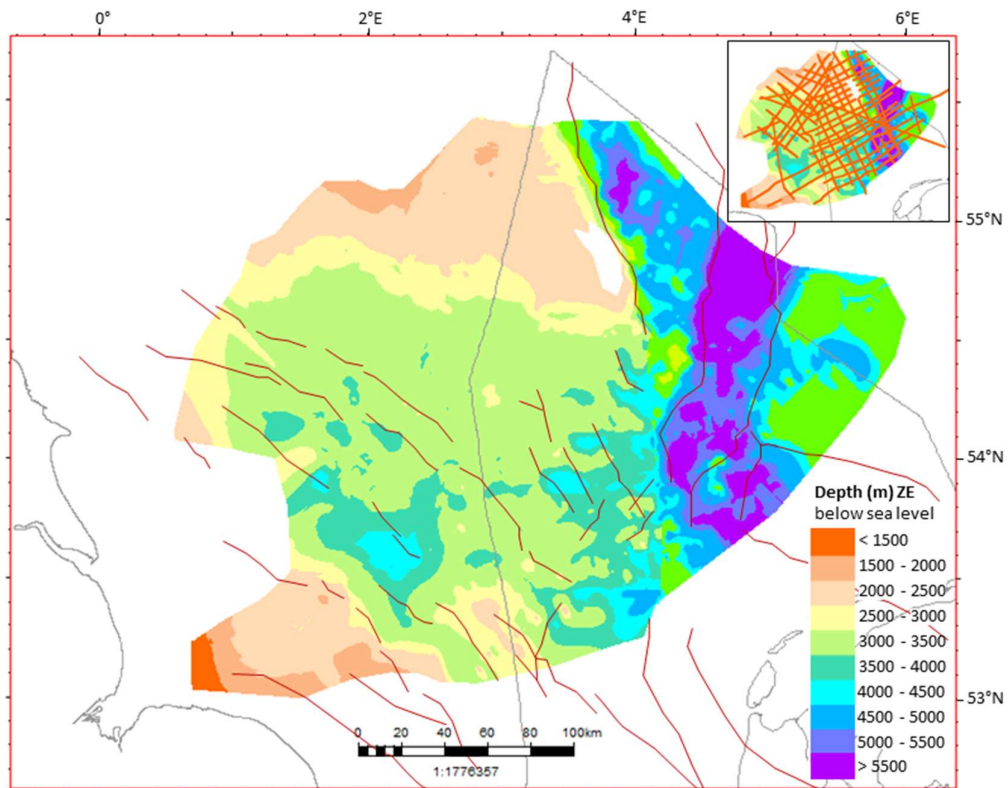 0° 2°E 4°E 6°E
55°N
54°N
Depth (m) ZE
below sea level
< 1500
1500 - 2000
2000 - 2500
2500 - 3000
3000 - 3500
3500 - 4000
4000 - 4500
4500 - 5000
5000 - 5500
> 5500
53°N
0 20 40 60 80 100km
1:1776357